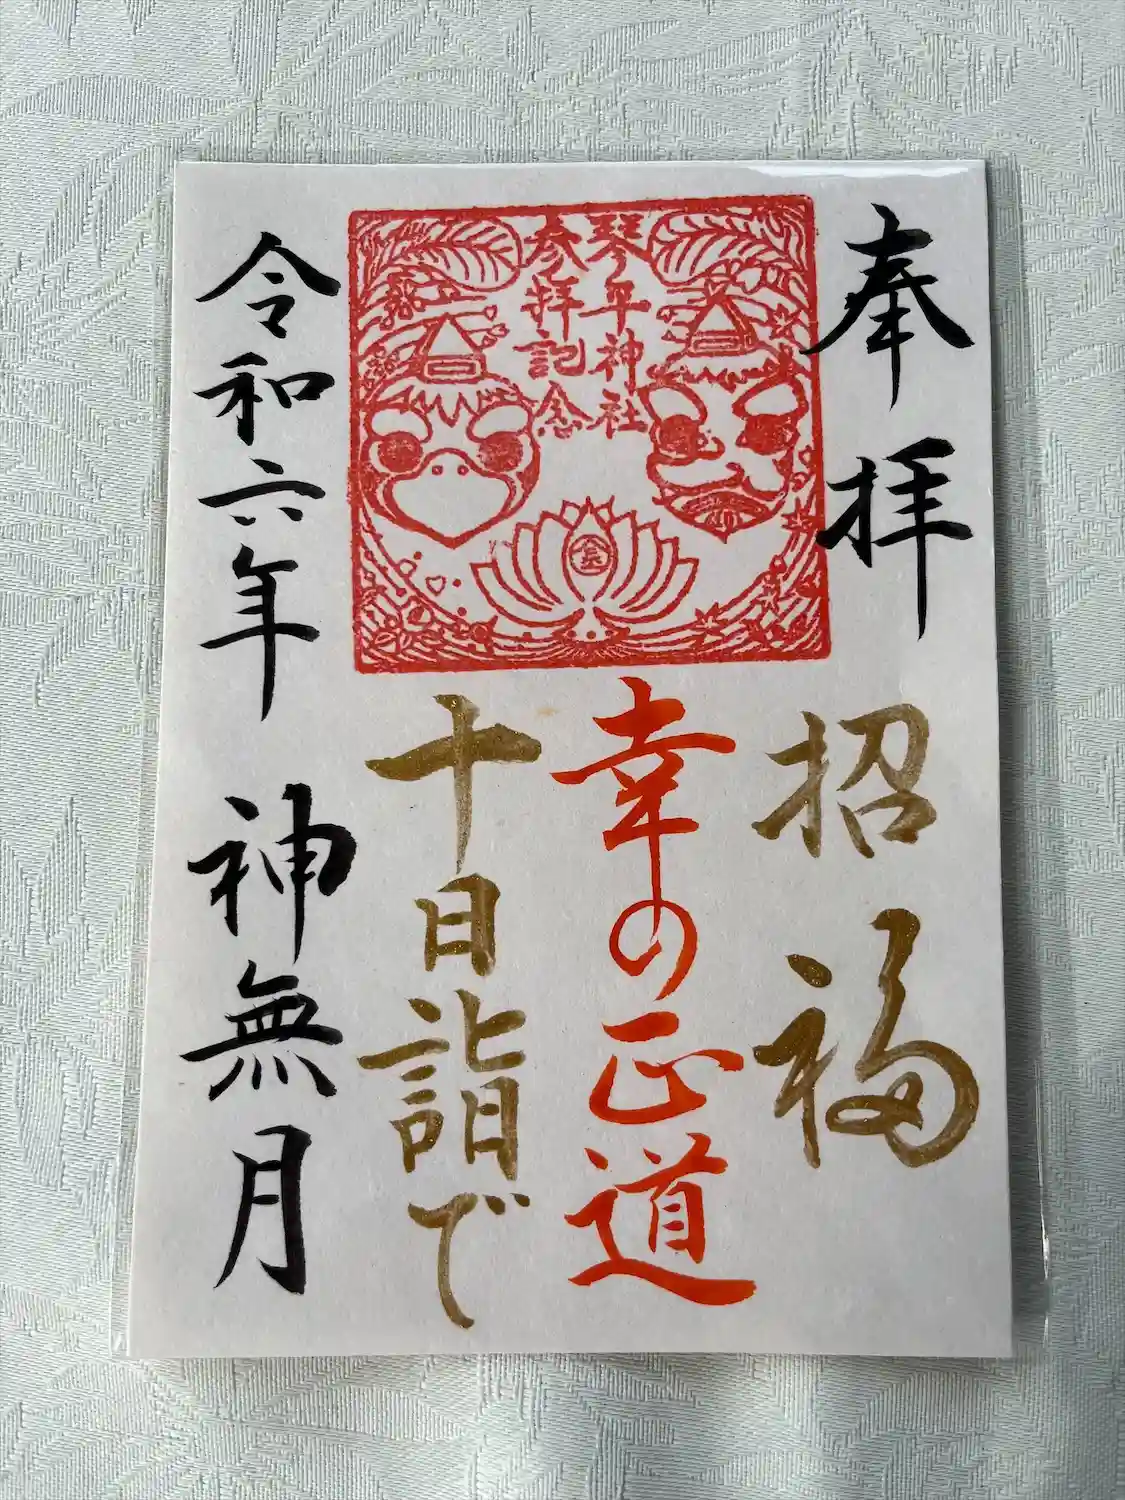 奉拝
招福
琴平神社
参拝記念
幸の正道
十日詣で
令和六年 神無月